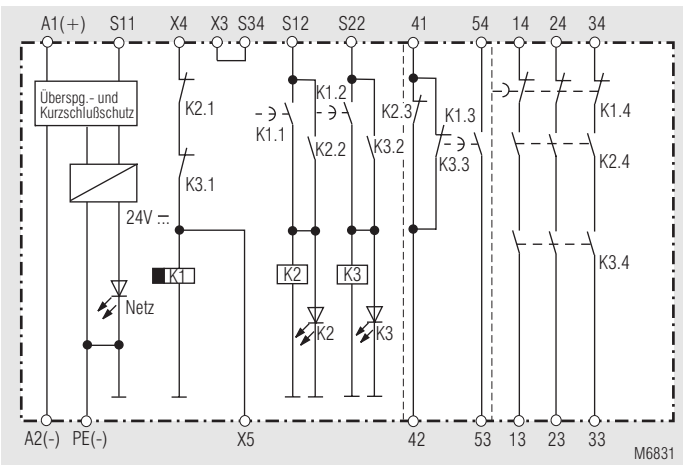 A1(+) S11 X4 X3 S34 S12 S22 41 54 14 24 34
Überspg.- und
Kurzschlußschutz
K2.1
K1.1
K1.2
K2.2
K3.2
K2.3
K1.3
K3.3
K1.4
K2.4
K3.1
24V
K3.4
K1
K2
K3
Netz
K2
K3
A2(-) PE(-) X5 42 53 13 23 33
M6831